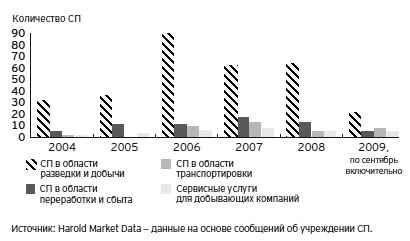 Количество СП
90
80
70
60
50
40
30
20
10
0
2004 2005 2006 2007 2008 2009,
по сентябрь
включительно
СП в области
разведки и добычи
СП в области
транспортировки
СП в области
переработки и сбыта
Сервисные услуги
для добывающих компаний
Источник: Harold Market Data – данные на основе сообщений об учреждении СП.